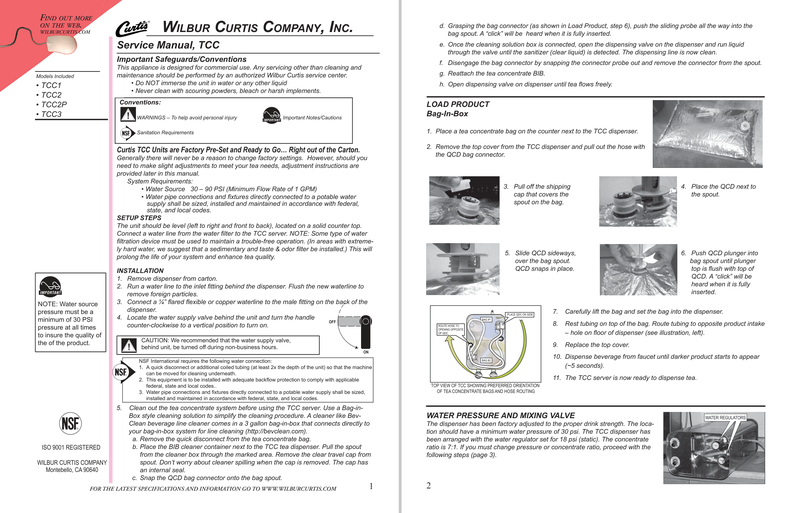 FIND OUT MORE
ON THE WEB,
WILBURCURTIS.COM
Models Included
• TCC1
• TCC2
• TCC2P
• TCC3
IMPORTANT
NOTE: Water source
pressure must be a
minimum of 30 PSI
pressure at all times
to insure the quality of
the of the product.
NSF
ISO 9001 REGISTERED
WILBUR CURTIS COMPANY
Montebello, CA 90640
Curtis
WILBUR CURTIS COMPANY, INC.
Service Manual, TCC
Important Safeguards/Conventions
This appliance is designed for commercial use. Any servicing other than cleaning and
maintenance should be performed by an authorized Wilbur Curtis service center.
• Do NOT immerse the unit in water or any other liquid
• Never clean with scouring powders, bleach or harsh implements.
Conventions:
WARNINGS – To help avoid personal injury
IMPORTANT
Important Notes/Cautions
NSF
Sanitation Requirements
Curtis TCC Units are Factory Pre-Set and Ready to Go… Right out of the Carton.
Generally there will never be a reason to change factory settings. However, should you
need to make slight adjustments to meet your tea needs, adjustment instructions are
provided later in this manual.
System Requirements:
• Water Source 30 – 90 PSI (Minimum Flow Rate of 1 GPM)
• Water pipe connections and fixtures directly connected to a potable water
supply shall be sized, installed and maintained in accordance with federal,
state, and local codes.
SETUP STEPS
The unit should be level (left to right and front to back), located on a solid counter top.
Connect a water line from the water filter to the TCC server, NOTE: Some type of water
filtration device must be used to maintain a trouble-free operation. (In areas with extreme-
ly hard water, we suggest that a sedimentary and taste & odor filter be installed.) This will
prolong the life of your system and enhance tea quality.
INSTALLATION
1. Remove dispenser from carton.
2. Run a water line to the inlet fitting behind the dispenser. Flush the new waterline to
remove foreign particles.
3. Connect a ¼” flared flexible or copper waterline to the male fitting on the back of the
dispenser.
4. Locate the water supply valve behind the unit and turn the handle
counter-clockwise to a vertical position to turn on.
OFF
ON
CAUTION: We recommended that the water supply valve,
behind unit, be turned off during non-business hours.
NSF
NSF International requires the following water connection:
1. A quick disconnect or additional coiled tubing (at least 2x the depth of the unit) so that the machine
can be moved for cleaning underneath.
2. This equipment is to be installed with adequate backflow protection to comply with applicable
federal, state and local codes.
3. Water pipe connections and fixtures directly connected to a potable water supply shall be sized,
installed and maintained in accordance with federal, state, and local codes.
5. Clean out the tea concentrate system before using the TCC server. Use a Bag-in-
Box style cleaning solution to simplify the cleaning procedure. A cleaner like Bev-
Clean beverage line cleaner comes in a 3 gallon bag-in-box that connects directly to
your bag-in-box system for line cleaning (http://bevclean.com).
a. Remove the quick disconnect from the tea concentrate bag.
b. Place the BIB cleaner container next to the TCC tea dispenser. Pull the spout
from the cleaner box through the marked area. Remove the clear travel cap from
spout. Don’t worry about cleaner spilling when the cap is removed. The cap has
an internal seal.
c. Snap the QCD bag connector onto the bag spout.
FOR THE LATEST SPECIFICATIONS AND INFORMATION GO TO WWW.WILBURCURTIS.COM
1
d. Grasping the bag connector (as shown in Load Product, step 6), push the sliding probe all the way into the
bag spout. A “click” will be heard when it is fully inserted.
e. Once the cleaning solution box is connected, open the dispensing valve on the dispenser and run liquid
through the valve until the sanitizer (clear liquid) is detected. The dispensing line is now clean.
f. Disengage the bag connector by snapping the connector probe out and remove the connector from the spout.
g. Reattach the tea concentrate BIB.
h. Open dispensing valve on dispenser until tea flows freely.
LOAD PRODUCT
Bag-In-Box
1. Place a tea concentrate bag on the counter next to the TCC dispenser.
2. Remove the top cover from the TCC dispenser and pull out the hose with
the QCD bag connector.
3. Pull off the shipping
cap that covers the
spout on the bag.
4. Place the QCD next to
the spout.
5. Slide QCD sideways,
over the bag spout.
QCD snaps in place.
6. Push QCD plunger into
bag spout until plunger
top is flush with top of
QCD. A “click” will be
heard when it is fully
inserted.
TOP VIEW OF TCC SHOWING PREFERRED ORIENTATION
OF TEA CONCENTRATE BAGS AND HOSE ROUTING
7. Carefully lift the bag and set the bag into the dispenser.
8. Rest tubing on top of the bag. Route tubing to opposite product intake
– hole on floor of dispenser (see illustration, left).
9. Replace the top cover.
10. Dispense beverage from faucet until darker product starts to appear
(~5 seconds).
11. The TCC server is now ready to dispense tea.
WATER PRESSURE AND MIXING VALVE
The dispenser has been factory adjusted to the proper drink strength. The loca-
tion should have a minimum water pressure of 30 psi. The TCC dispenser has
been arranged with the water regulator set for 18 psi (static). The concentrate
ratio is 7:1. If you must change pressure or concentrate ratio, proceed with the
following steps (page 3).
WATER REGULATORS
2